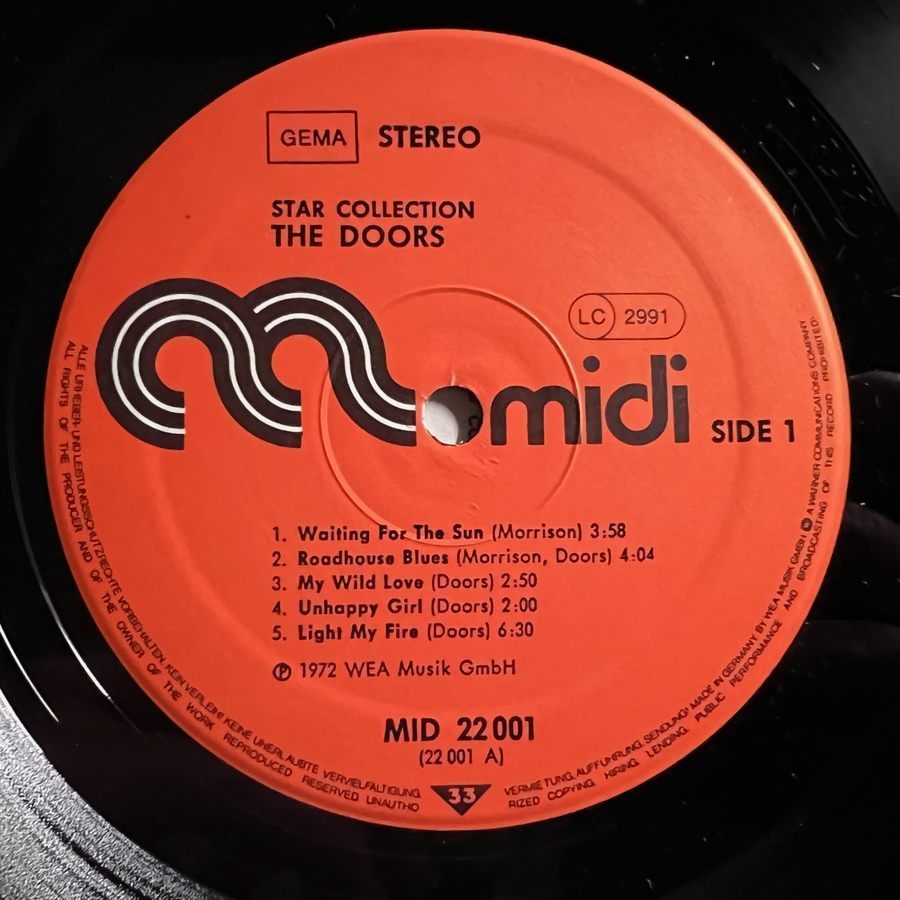 GEMA STEREO
STAR COLLECTION
THE DOORS
LC 2991
midi SIDE 1
1. Waiting For The Sun (Morrison) 3:58
2. Roadhouse Blues (Morrison, Doors) 4:04
3. My Wild Love (Doors) 2:50
4. Unhappy Girl (Doors) 2:00
5. Light My Fire (Doors) 6:30
℗ 1972 WEA Musik GmbH
MID 22 001
(22 001 A)
33
ALLE URHEBER- UND LEISTUNGSSCHUTZRECHTE VORBEHALTEN. KEIN VERLEIH! KEINE UNERLAUBTE VERVIELFÄLTIGUNG, VERMIETUNG, AUFFÜHRUNG, SENDUNG! MADE IN GERMANY BY WEA MUSIK GMBH A WARNER COMMUNICATIONS COMPANY
ALL RIGHTS OF THE PRODUCER AND OF THE OWNER OF THE WORK REPRODUCED RESERVED UNAUTHO RIZED COPYING, HIRING, LENDING, PUBLIC PERFORMANCE AND BROADCASTING OF THIS RECORD PROHIBITED!